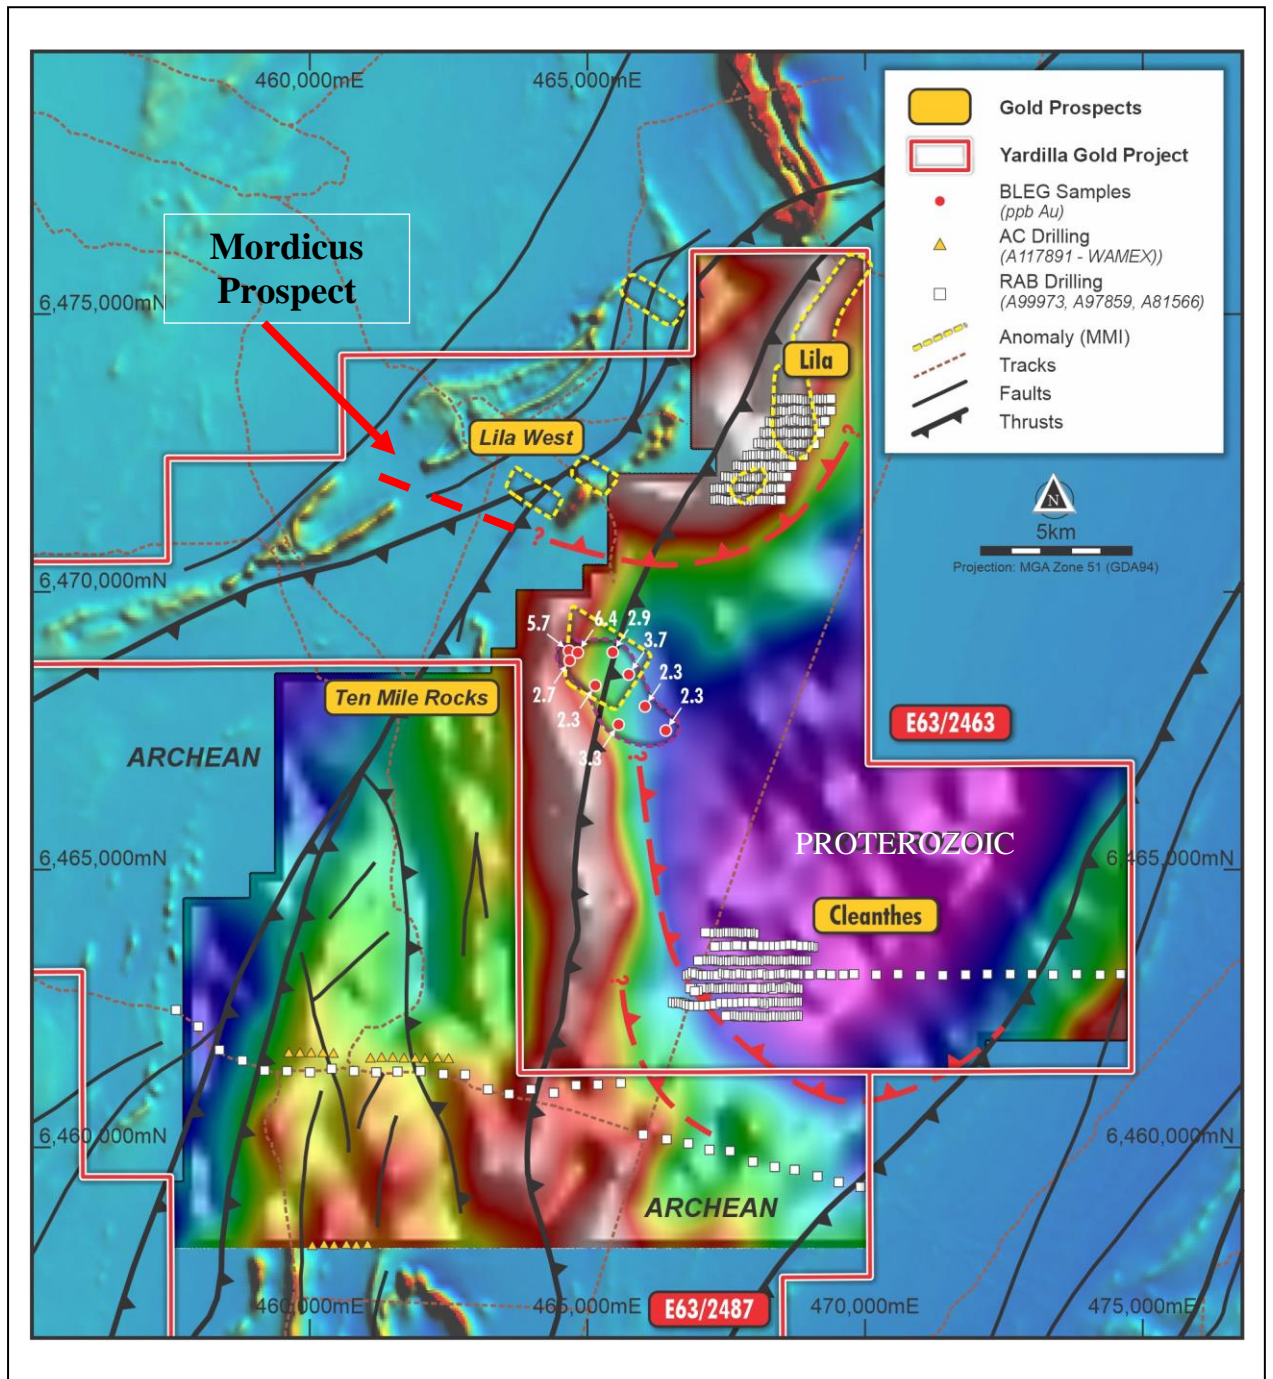 460,000mE
465,000mE
Gold Prospects
Yardilla Gold Project
BLEG Samples
(ppb Au)
AC Drilling
(A117891 - WAMEX))
RAB Drilling
(A99973, A97859, A81566)
Anomaly (MMI)
Tracks
Faults
Thrusts
Mordicus
Prospect
6,475,000mN
Lila
?
Lila West
N
5km
Projection: MGA Zone 51 (GDA94)
?
6,470,000mN
5.7
6.4
2.9
3.7
2.7
2.3
2.3
2.3
3.3
Ten Mile Rocks
E63/2463
ARCHEAN
?
PROTEROZOIC
6,465,000mN
6,465,000mN
Cleanthes
?
6,460,000mN
6,460,000mN
ARCHEAN
460,000mE
465,000mE
E63/2487
470,000mE
475,000mE